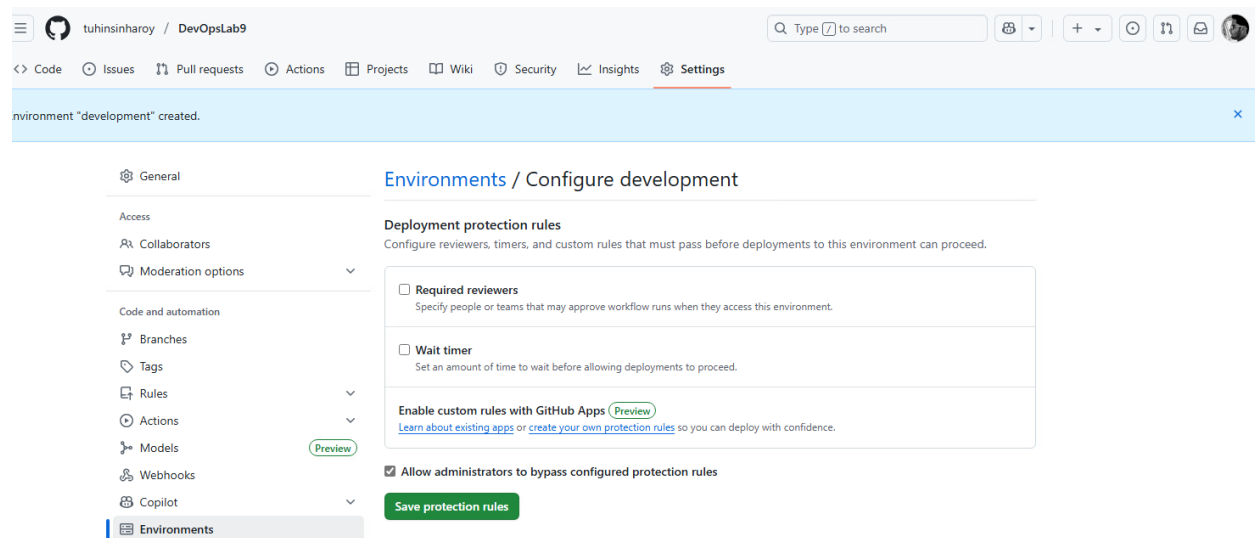 tuhinsinharoy / DevOpsLab9
Type / to search
Code Issues Pull requests Actions Projects Wiki Security Insights Settings
nvironment "development" created.
General
Access
Collaborators
Moderation options
Code and automation
Branches
Tags
Rules
Actions
Models Preview
Webhooks
Copilot
Environments
Environments / Configure development
Deployment protection rules
Configure reviewers, timers, and custom rules that must pass before deployments to this environment can proceed.
Required reviewers
Specify people or teams that may approve workflow runs when they access this environment.
Wait timer
Set an amount of time to wait before allowing deployments to proceed.
Enable custom rules with GitHub Apps Preview
Learn about existing apps or create your own protection rules so you can deploy with confidence.
Allow administrators to bypass configured protection rules
Save protection rules